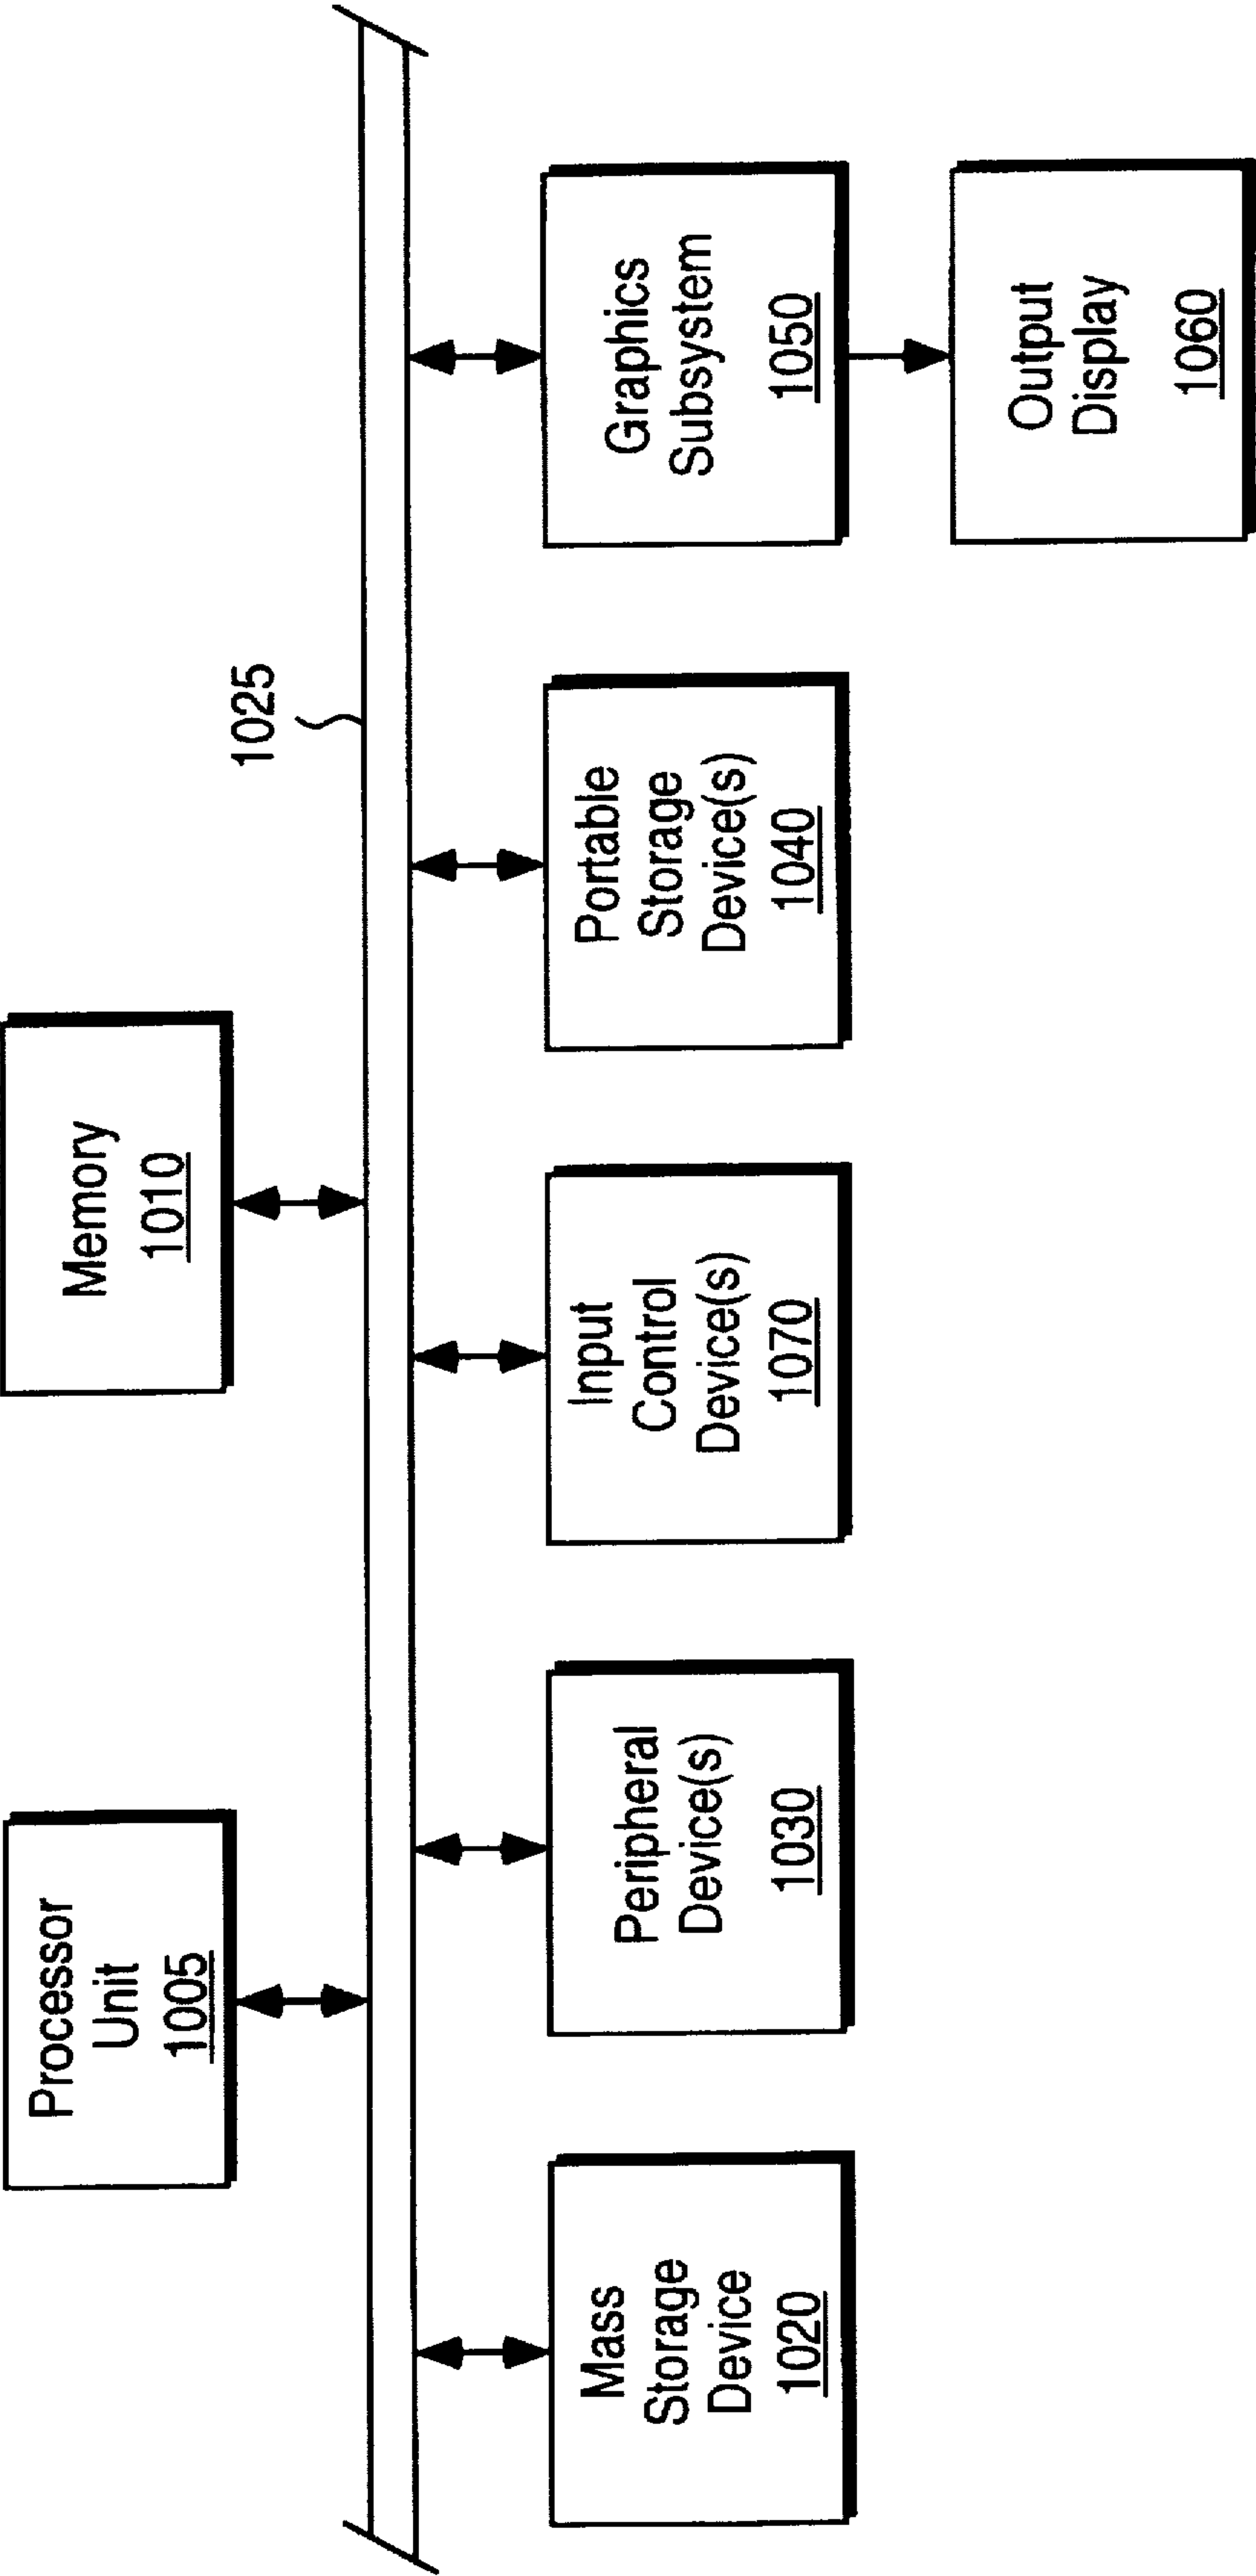 Processor
Unit
1005
Memory
1010
1025
Mass
Storage
Device
1020
Peripheral
Device(s)
1030
Input
Control
Device(s)
1070
Portable
Storage
Device(s)
1040
Graphics
Subsystem
1050
Output
Display
1060